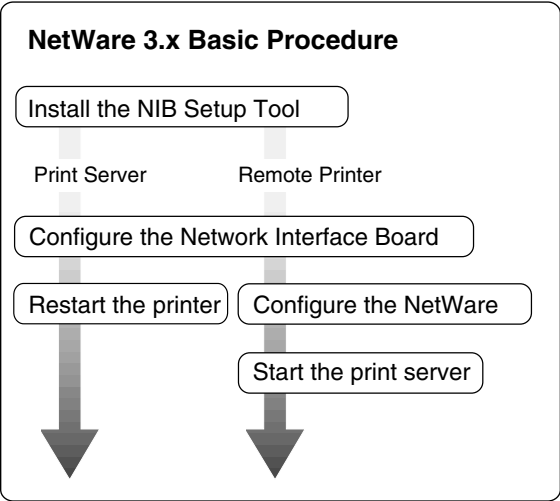 NetWare 3.x Basic Procedure
Install the NIB Setup Tool
Print Server
Remote Printer
Configure the Network Interface Board
Restart the printer
Configure the NetWare
Start the print server